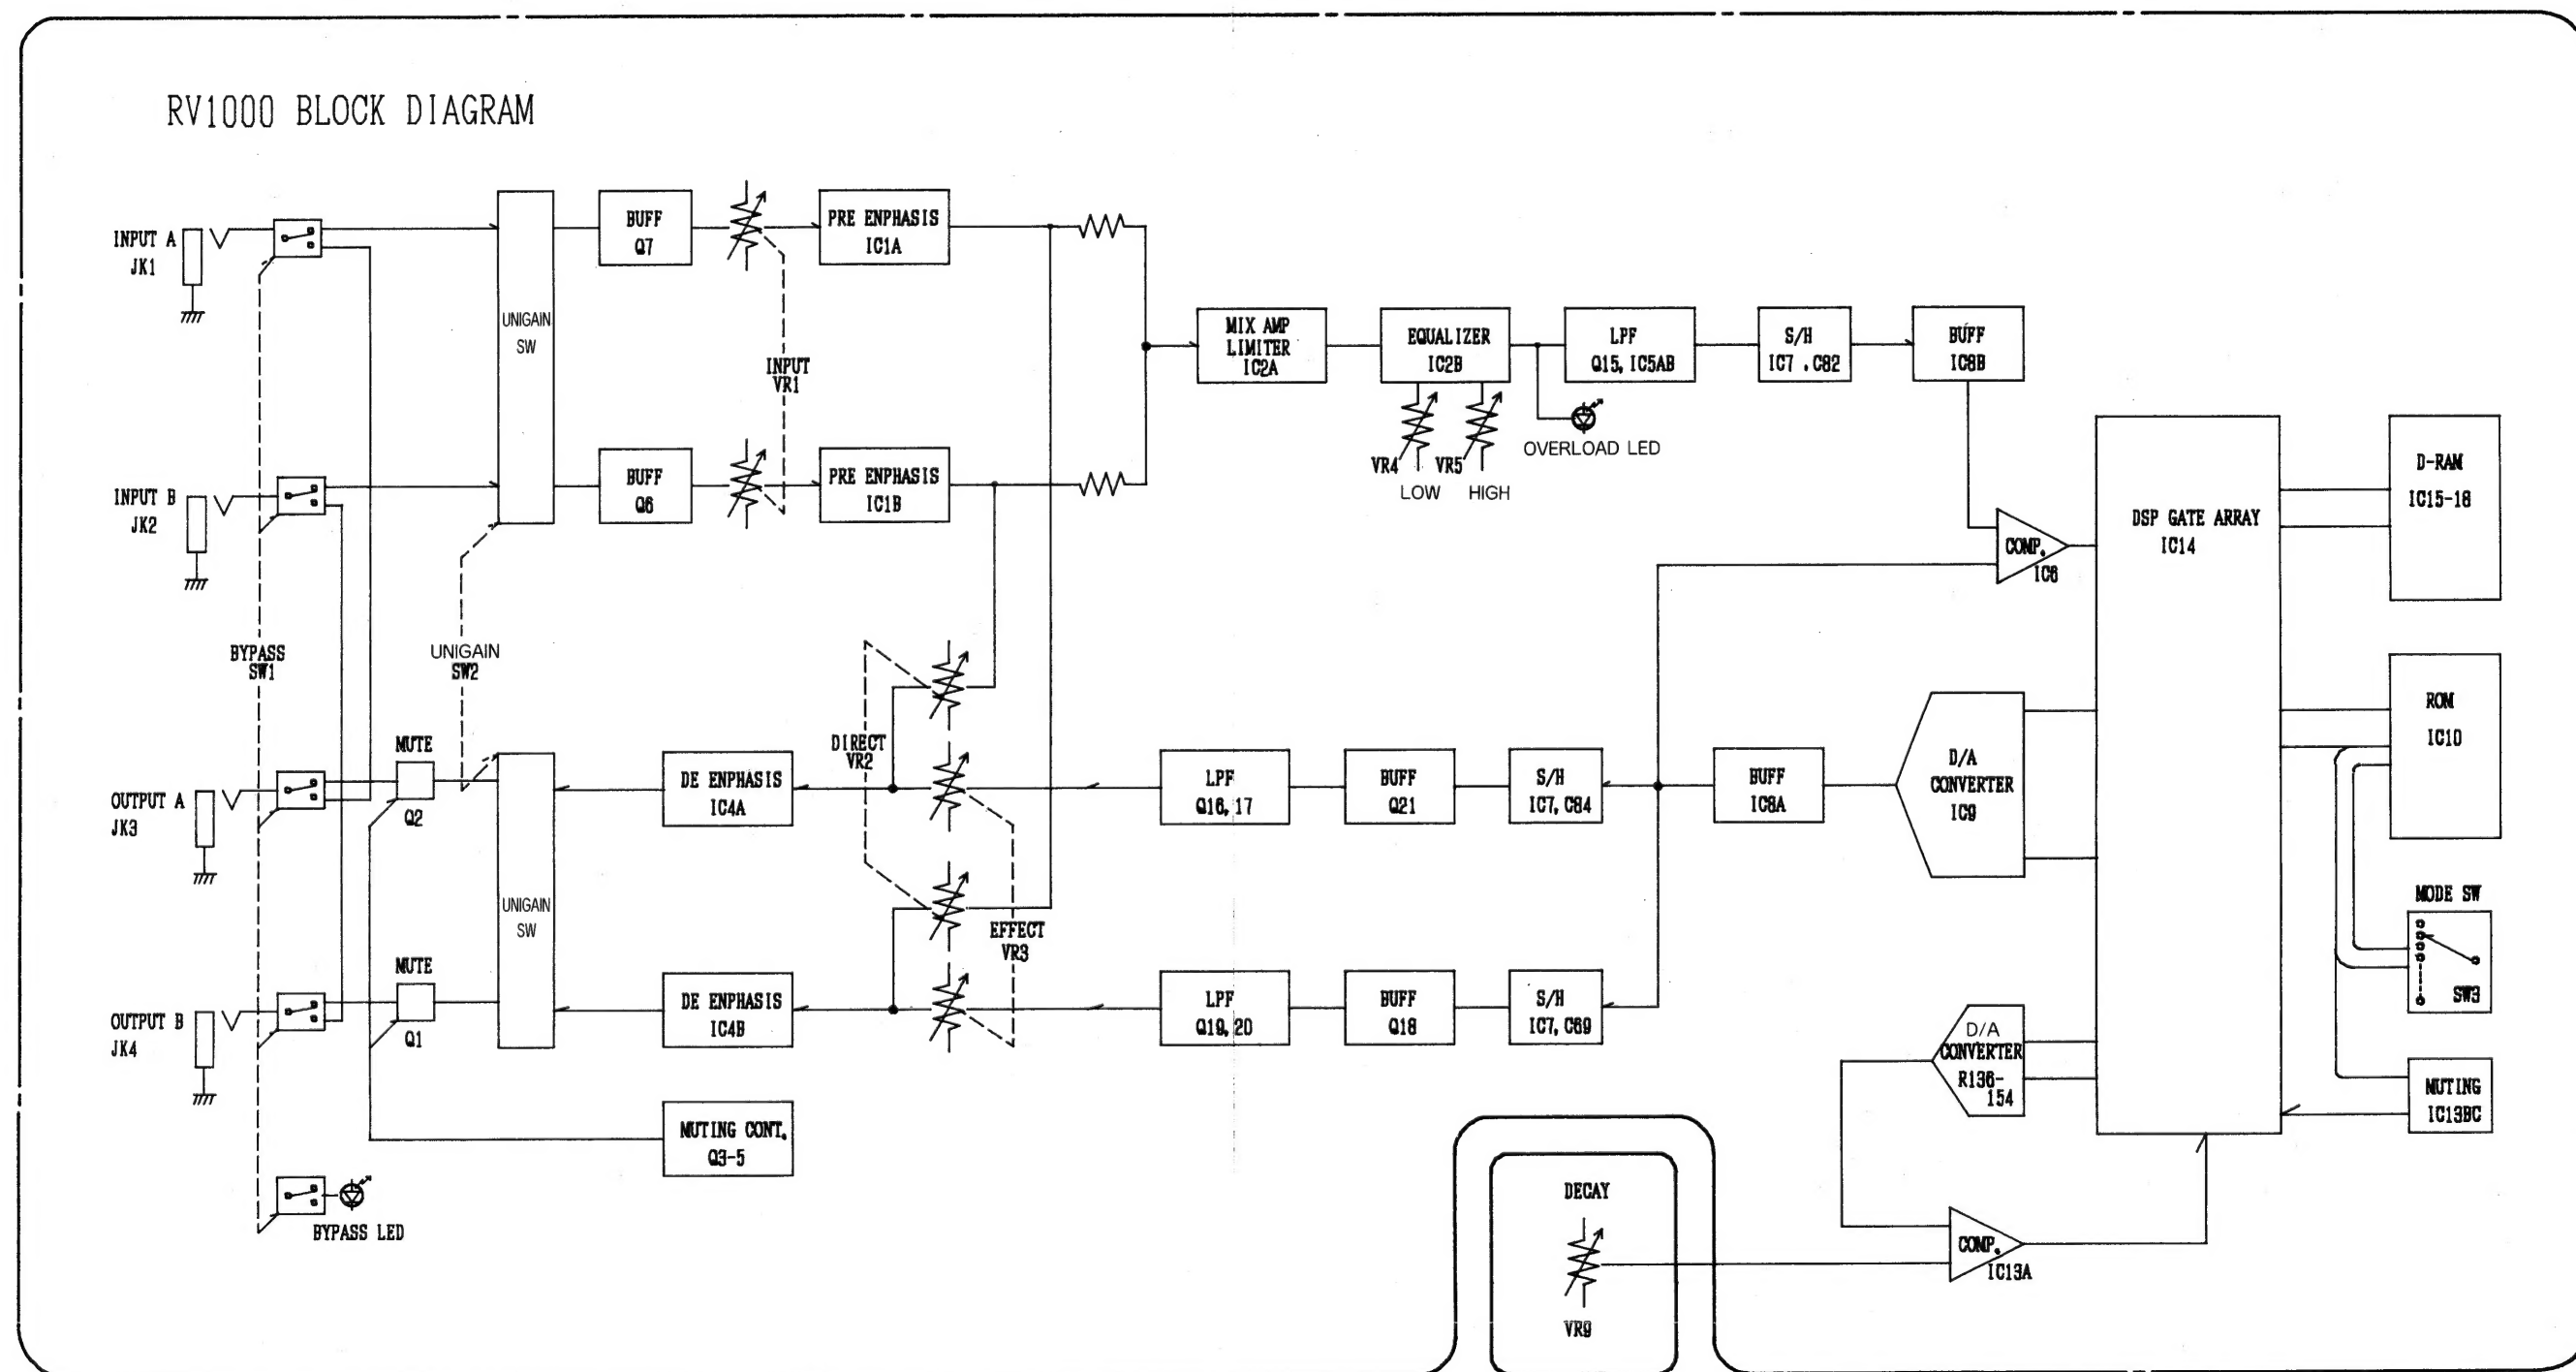 RV1000 BLOCK DIAGRAM
INPUT A
JK1
UNIGAIN
SW
BUFF
Q7
PRE ENPHASIS
IC1A
INPUT
VR1
MIX AMP
LIMITER
IC2A
EQUALIZER
IC2B
LPF
Q15, IC5AB
S/H
IC7 , C82
BUFF
IC8B
VR4
LOW
VR5
HIGH
OVERLOAD LED
INPUT B
JK2
BUFF
Q6
PRE ENPHASIS
IC1B
COMP.
IC6
DSP GATE ARRAY
IC14
D-RAM
IC15-18
BYPASS
SW1
UNIGAIN
SW2
ROM
IC10
OUTPUT A
JK3
MUTE
Q2
DE ENPHASIS
IC4A
DIRECT
VR2
LPF
Q16, 17
BUFF
Q21
S/H
IC7, C84
BUFF
IC8A
D/A
CONVERTER
IC9
MODE SW
SW3
UNIGAIN
SW
EFFECT
VR3
OUTPUT B
JK4
MUTE
Q1
DE ENPHASIS
IC4B
LPF
Q19, 20
BUFF
Q18
S/H
IC7, C69
D/A
CONVERTER
R136-
154
MUTING
IC13BC
MUTING CONT.
Q3-5
BYPASS LED
DECAY
VR9
COMP.
IC13A